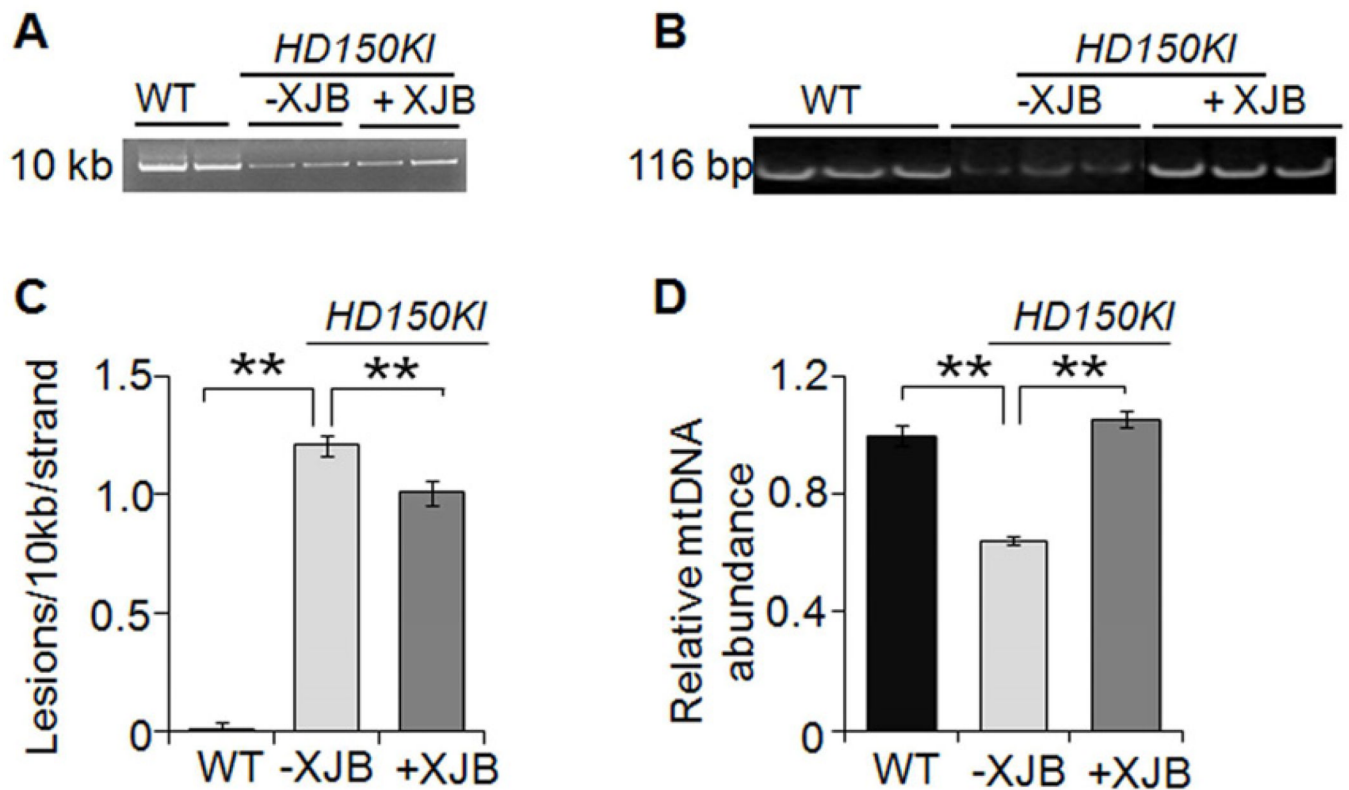 A
HD150KI
WT -XJB + XJB
10 kb
B
HD150KI
WT -XJB + XJB
116 bp
C
HD150KI
** **
Lesions/10kb/strand
1.5
1.0
0.5
0
WT -XJB +XJB
D
HD150KI
** **
Relative mtDNA
abundance
1.2
0.8
0.4
0
WT -XJB +XJB